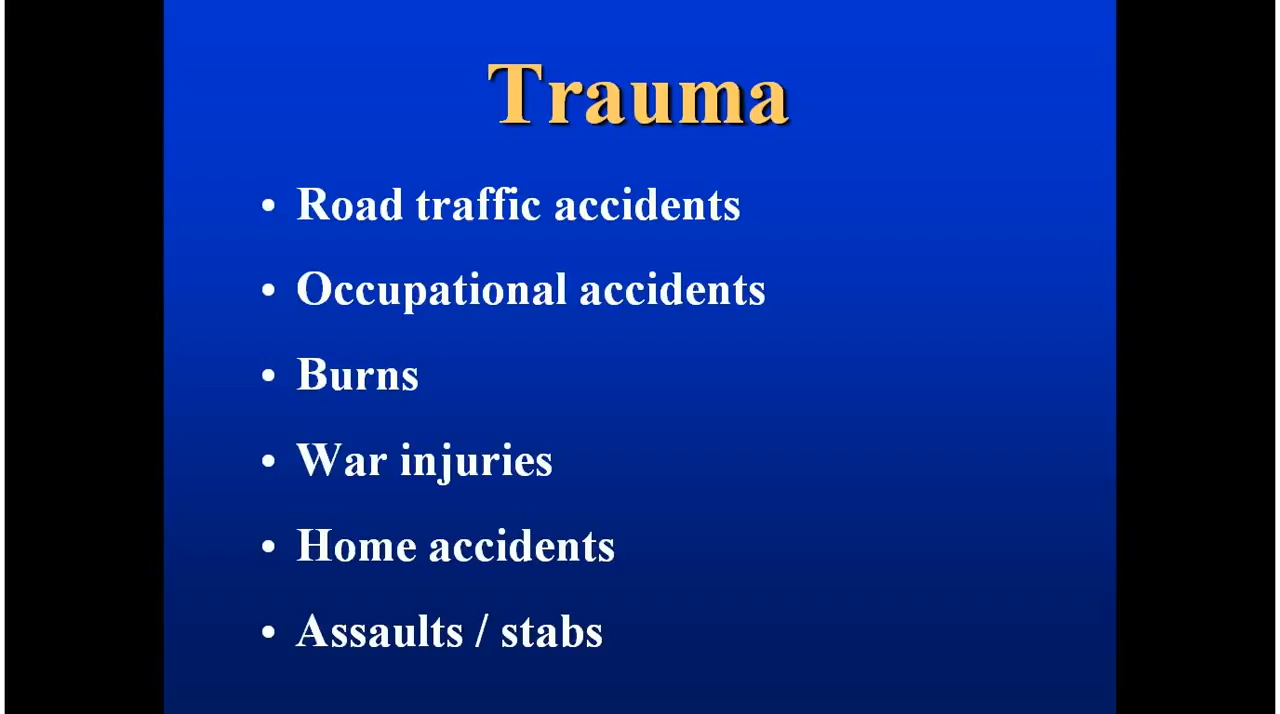 Trauma
• Road traffic accidents
• Occupational accidents
• Burns
• War injuries
• Home accidents
• Assaults / stabs